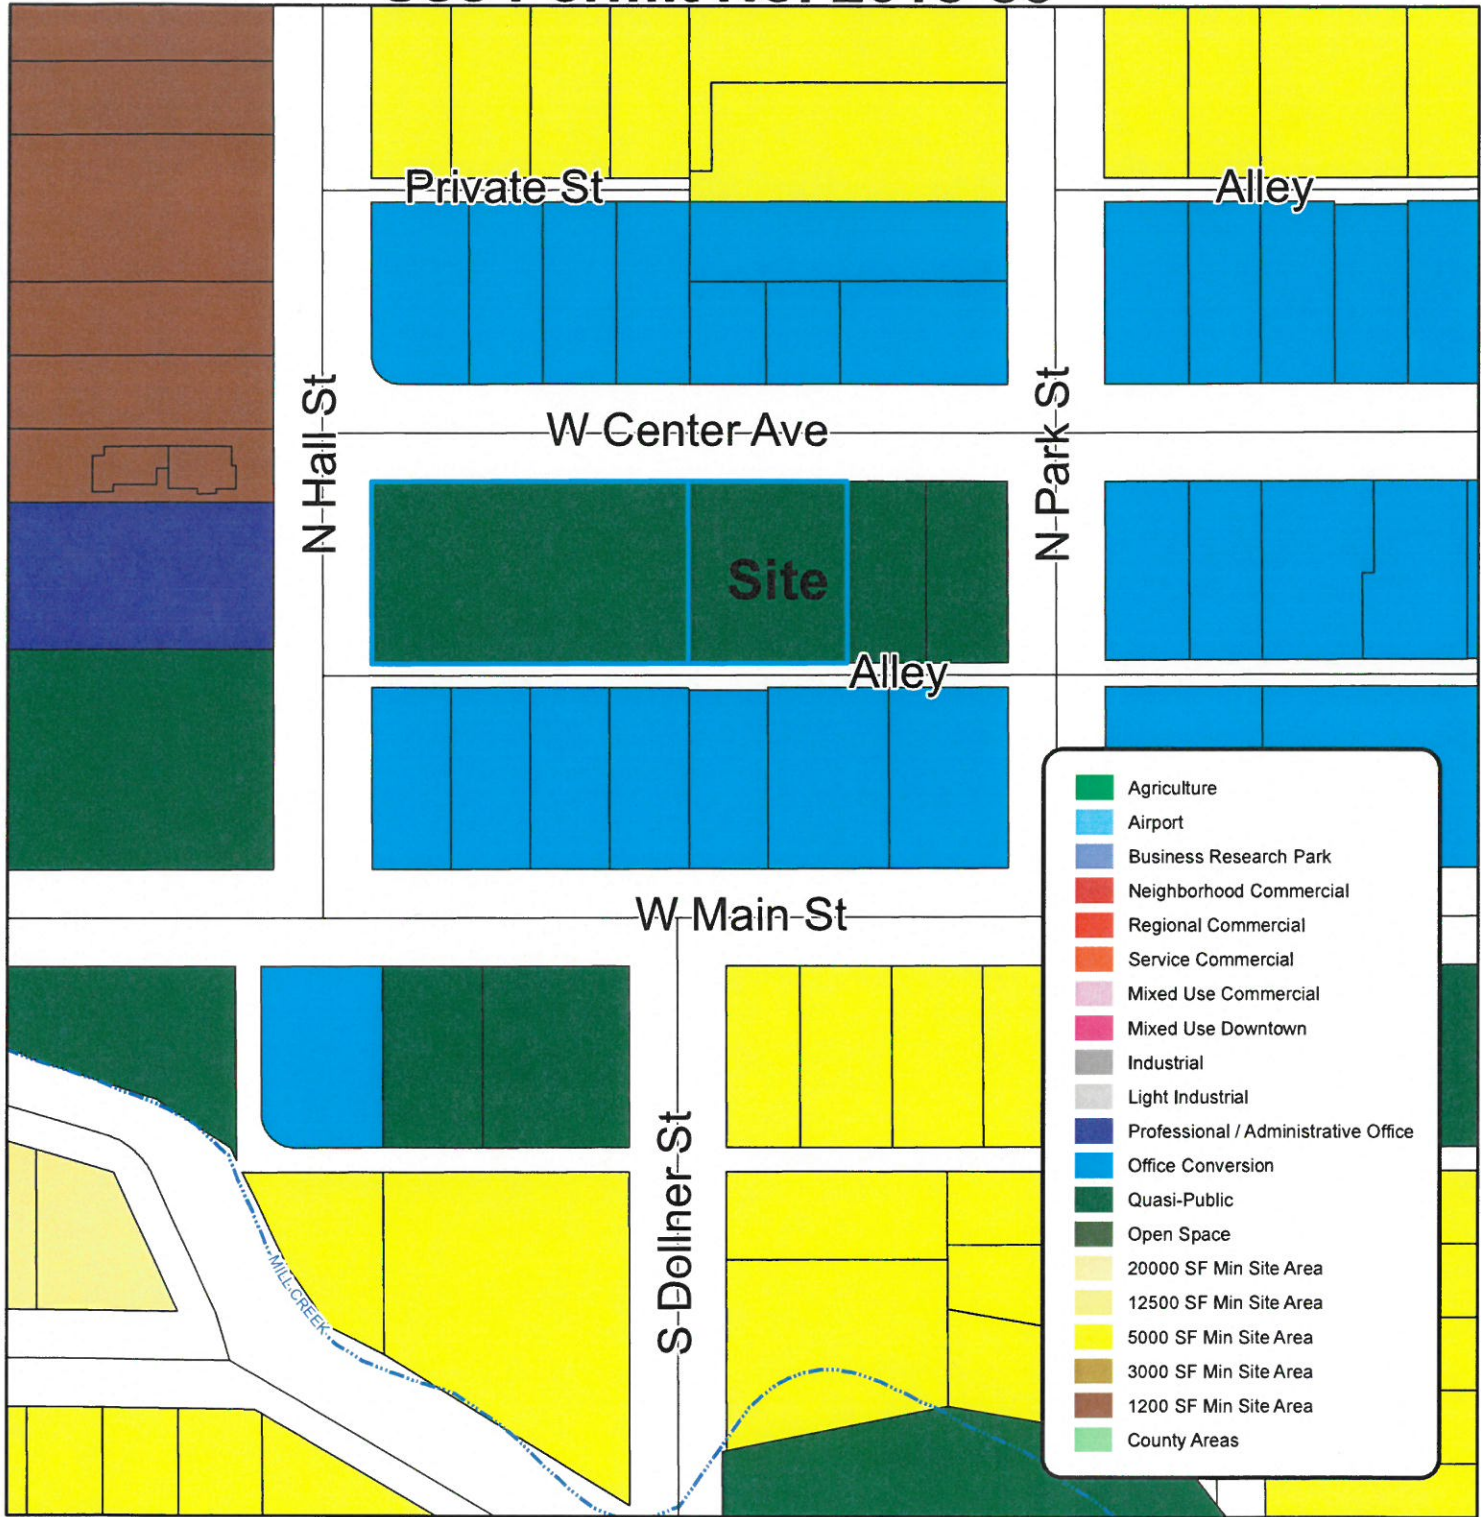 Private St
Alley
N Hall St
W Center Ave
N Park St
Site
Alley
W Main St
S Dollner St
MILL CREEK
Agriculture
Airport
Business Research Park
Neighborhood Commercial
Regional Commercial
Service Commercial
Mixed Use Commercial
Mixed Use Downtown
Industrial
Light Industrial
Professional / Administrative Office
Office Conversion
Quasi-Public
Open Space
20000 SF Min Site Area
12500 SF Min Site Area
5000 SF Min Site Area
3000 SF Min Site Area
1200 SF Min Site Area
County Areas